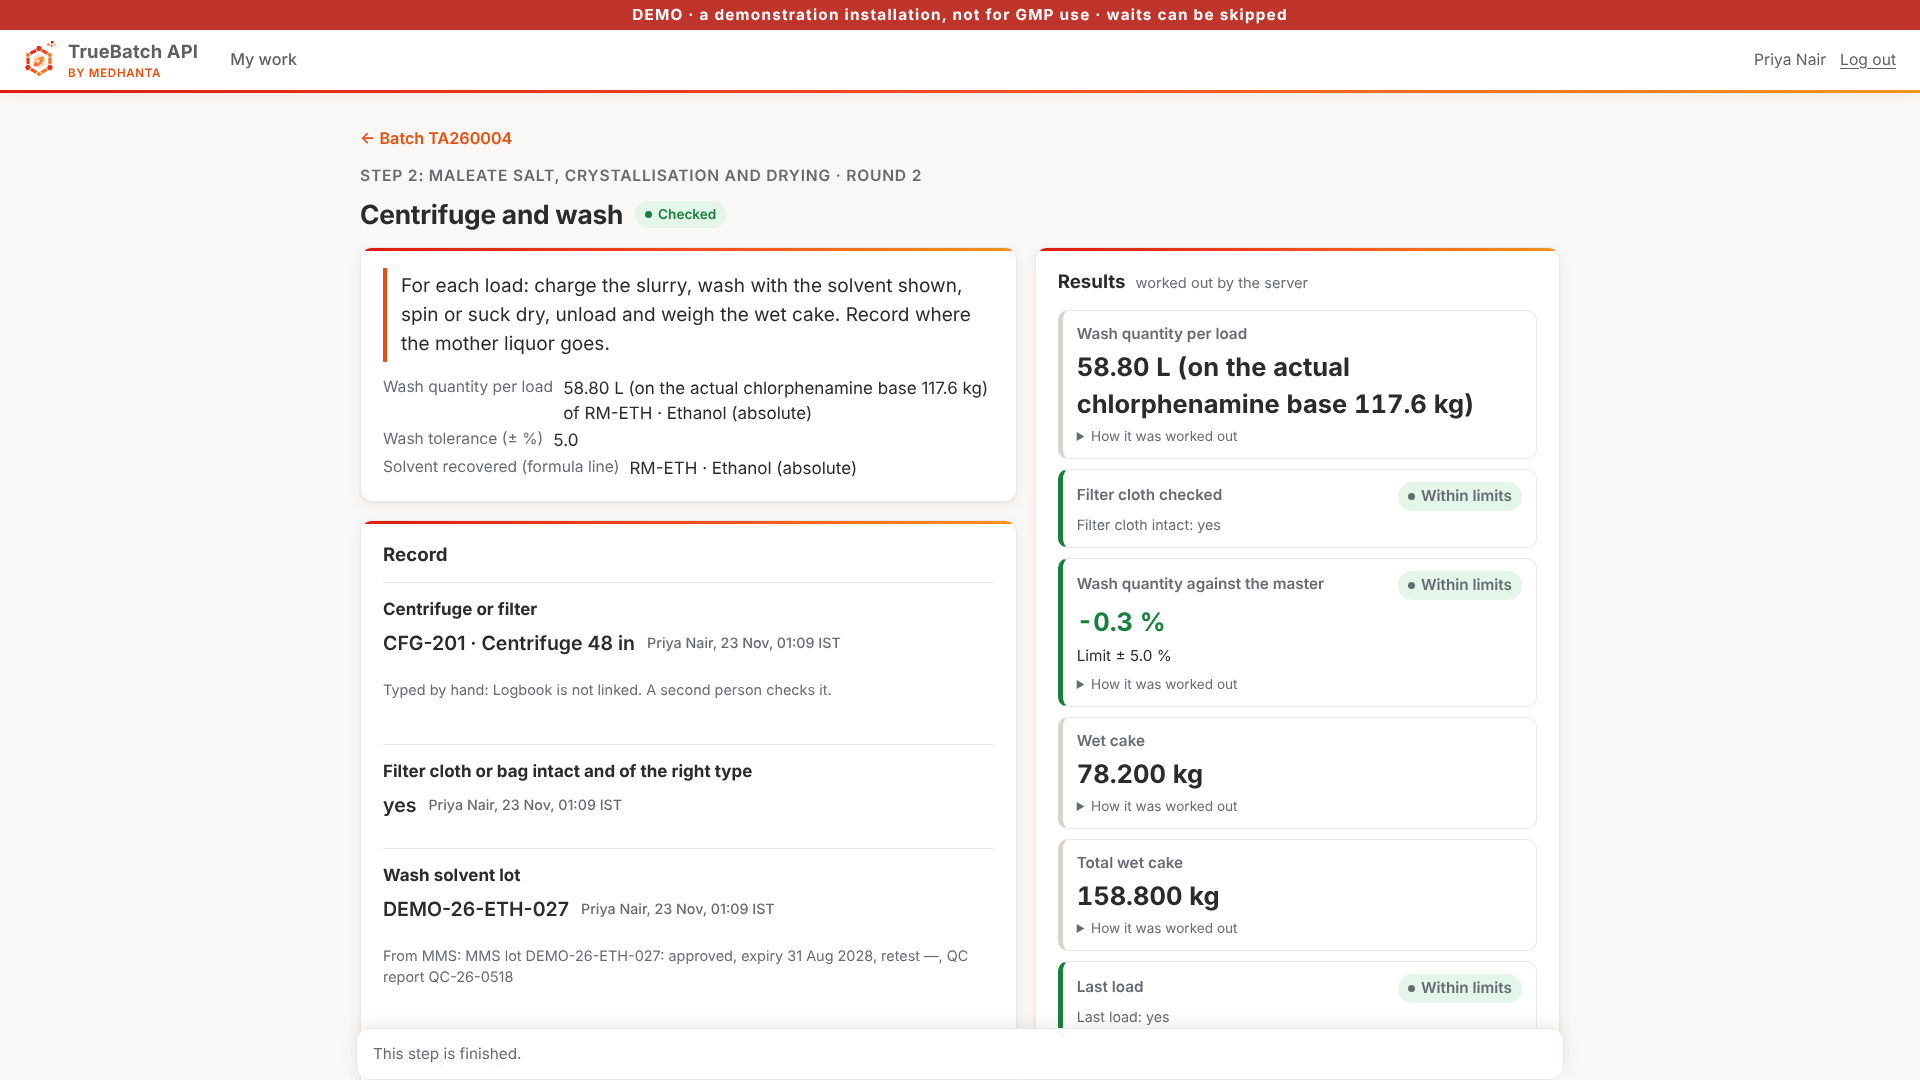 DEMO · a demonstration installation, not for GMP use · waits can be skipped
TrueBatch API
BY MEDHANTA
My work
Priya Nair
Log out
← Batch TA260004
STEP 2: MALEATE SALT, CRYSTALLISATION AND DRYING · ROUND 2
Centrifuge and wash
Checked
For each load: charge the slurry, wash with the solvent shown,
spin or suck dry, unload and weigh the wet cake. Record where
the mother liquor goes.
Wash quantity per load 58.80 L (on the actual chlorphenamine base 117.6 kg)
of RM-ETH · Ethanol (absolute)
Wash tolerance (± %) 5.0
Solvent recovered (formula line) RM-ETH · Ethanol (absolute)
Record
Centrifuge or filter
CFG-201 · Centrifuge 48 in Priya Nair, 23 Nov, 01:09 IST
Typed by hand: Logbook is not linked. A second person checks it.
Filter cloth or bag intact and of the right type
yes Priya Nair, 23 Nov, 01:09 IST
Wash solvent lot
DEMO-26-ETH-027 Priya Nair, 23 Nov, 01:09 IST
From MMS: MMS lot DEMO-26-ETH-027: approved, expiry 31 Aug 2028, retest —, QC
report QC-26-0518
Results worked out by the server
Wash quantity per load
58.80 L (on the actual
chlorphenamine base 117.6 kg)
How it was worked out
Filter cloth checked
Within limits
Filter cloth intact: yes
Wash quantity against the master
Within limits
-0.3 %
Limit ± 5.0 %
How it was worked out
Wet cake
78.200 kg
How it was worked out
Total wet cake
158.800 kg
How it was worked out
Last load
Within limits
Last load: yes
This step is finished.